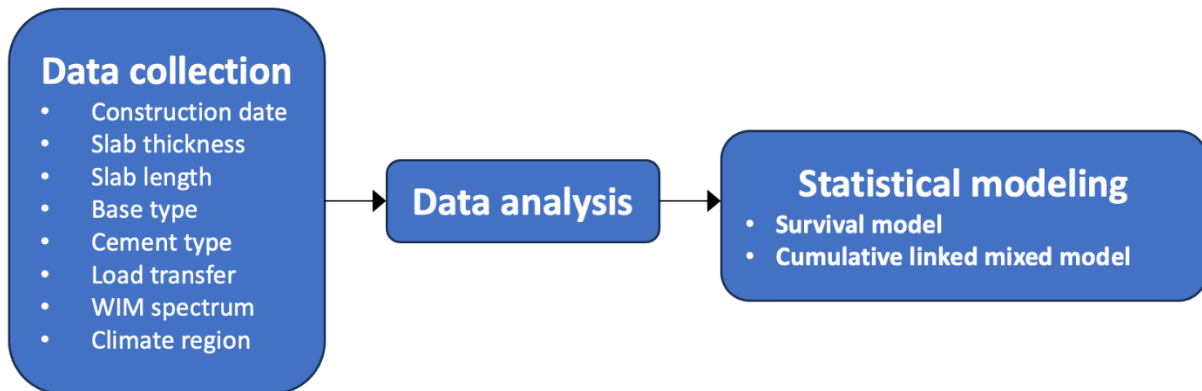 Data collection
• Construction date
• Slab thickness
• Slab length
• Base type
• Cement type
• Load transfer
• WIM spectrum
• Climate region
Data analysis
Statistical modeling
• Survival model
• Cumulative linked mixed model